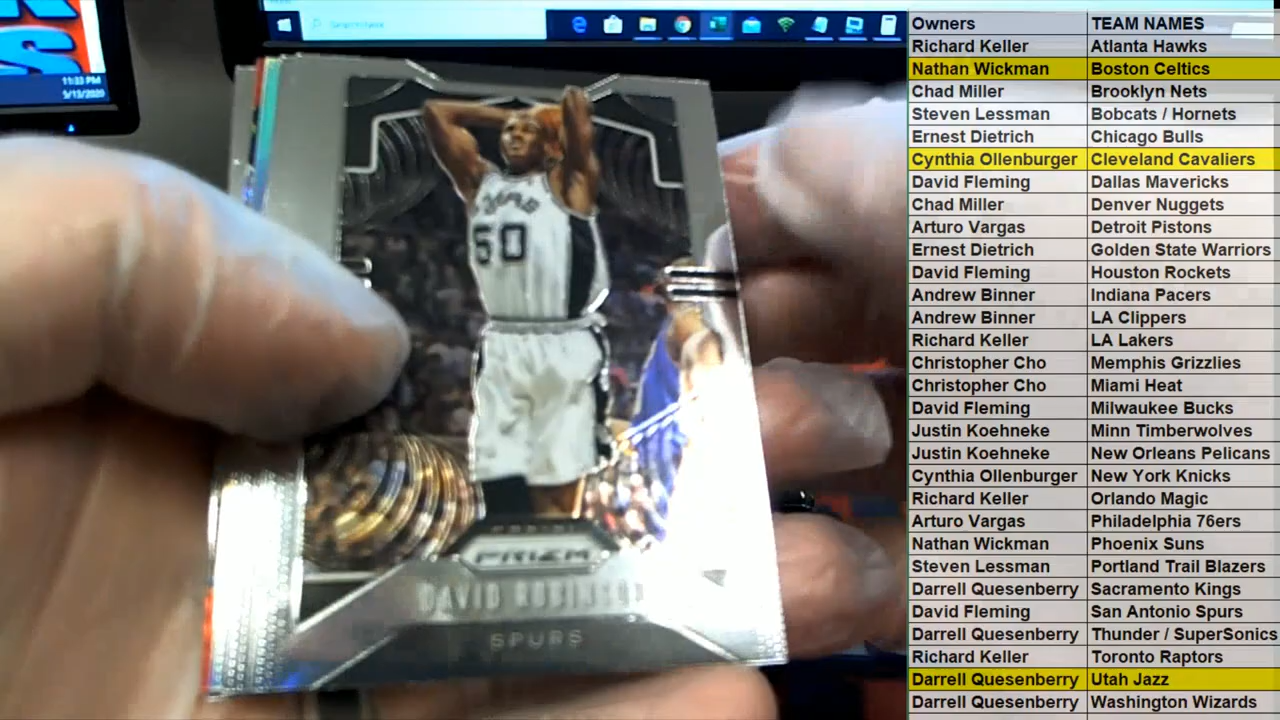 11:33 PM
5/13/2020
SPURS
50
PANINI
PRIZM
DAVID ROBINSON
SPURS
Owners TEAM NAMES
Richard Keller Atlanta Hawks
Nathan Wickman Boston Celtics
Chad Miller Brooklyn Nets
Steven Lessman Bobcats / Hornets
Ernest Dietrich Chicago Bulls
Cynthia Ollenburger Cleveland Cavaliers
David Fleming Dallas Mavericks
Chad Miller Denver Nuggets
Arturo Vargas Detroit Pistons
Ernest Dietrich Golden State Warriors
David Fleming Houston Rockets
Andrew Binner Indiana Pacers
Andrew Binner LA Clippers
Richard Keller LA Lakers
Christopher Cho Memphis Grizzlies
Christopher Cho Miami Heat
David Fleming Milwaukee Bucks
Justin Koehneke Minn Timberwolves
Justin Koehneke New Orleans Pelicans
Cynthia Ollenburger New York Knicks
Richard Keller Orlando Magic
Arturo Vargas Philadelphia 76ers
Nathan Wickman Phoenix Suns
Steven Lessman Portland Trail Blazers
Darrell Quesenberry Sacramento Kings
David Fleming San Antonio Spurs
Darrell Quesenberry Thunder / SuperSonics
Richard Keller Toronto Raptors
Darrell Quesenberry Utah Jazz
Darrell Quesenberry Washington Wizards